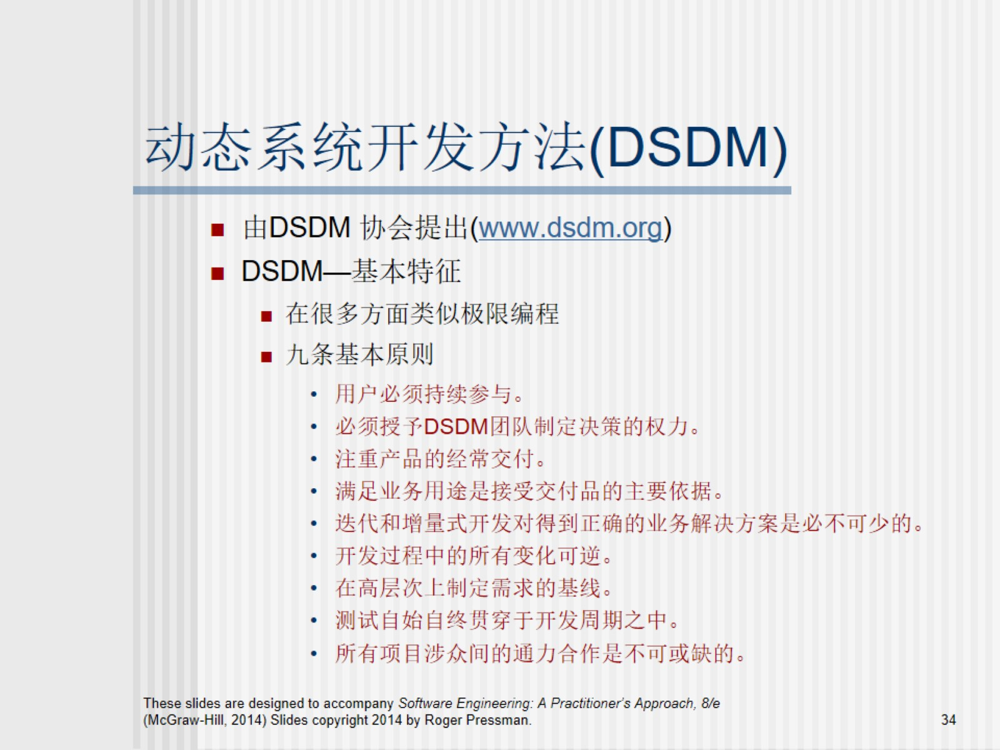 动态系统开发方法(DSDM)
由DSDM 协会提出(www.dsdm.org)
DSDM—基本特征
在很多方面类似极限编程
九条基本原则
用户必须持续参与。
必须授予DSDM团队制定决策的权力。
注重产品的经常交付。
满足业务用途是接受交付品的主要依据。
迭代和增量式开发对得到正确的业务解决方案是必不可少的。
开发过程中的所有变化可逆。
在高层次上制定需求的基线。
测试自始自终贯穿于开发周期之中。
所有项目涉众间的通力合作是不可或缺的。
These slides are designed to accompany Software Engineering: A Practitioner's Approach, 8/e
(McGraw-Hill, 2014) Slides copyright 2014 by Roger Pressman.
34